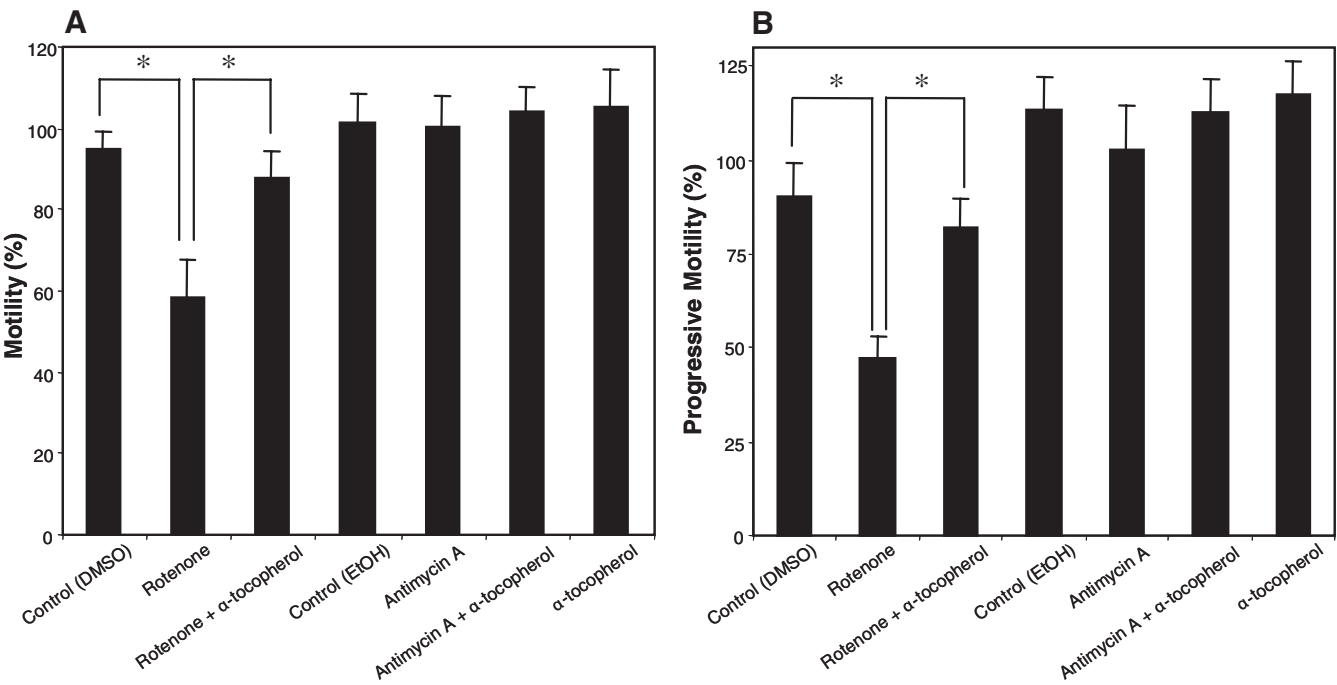 A
120
100
80
60
40
20
0
Motility (%)
* *
Control (DMSO)
Rotenone
Rotenone + α-tocopherol
Control (EtOH)
Antimycin A
Antimycin A + α-tocopherol
α-tocopherol
B
125
100
75
50
25
0
Progressive Motility (%)
* *
Control (DMSO)
Rotenone
Rotenone + α-tocopherol
Control (EtOH)
Antimycin A
Antimycin A + α-tocopherol
α-tocopherol